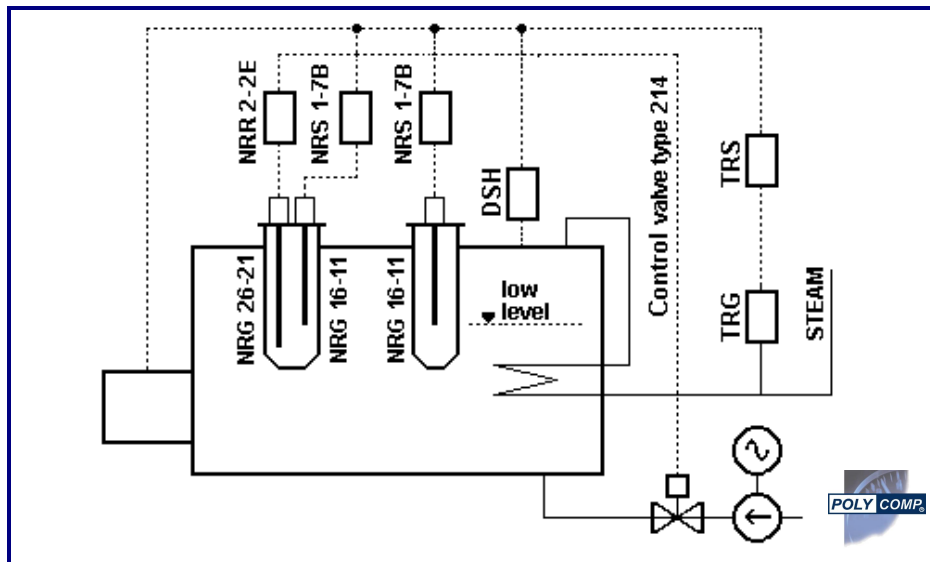 NRR 2-2E
NRS 1-7B
NRS 1-7B
DSH
Control valve type 214
TRS
NRG 26-21
NRG 16-11
NRG 16-11
low
level
TRG
STEAM
POLY COMP®